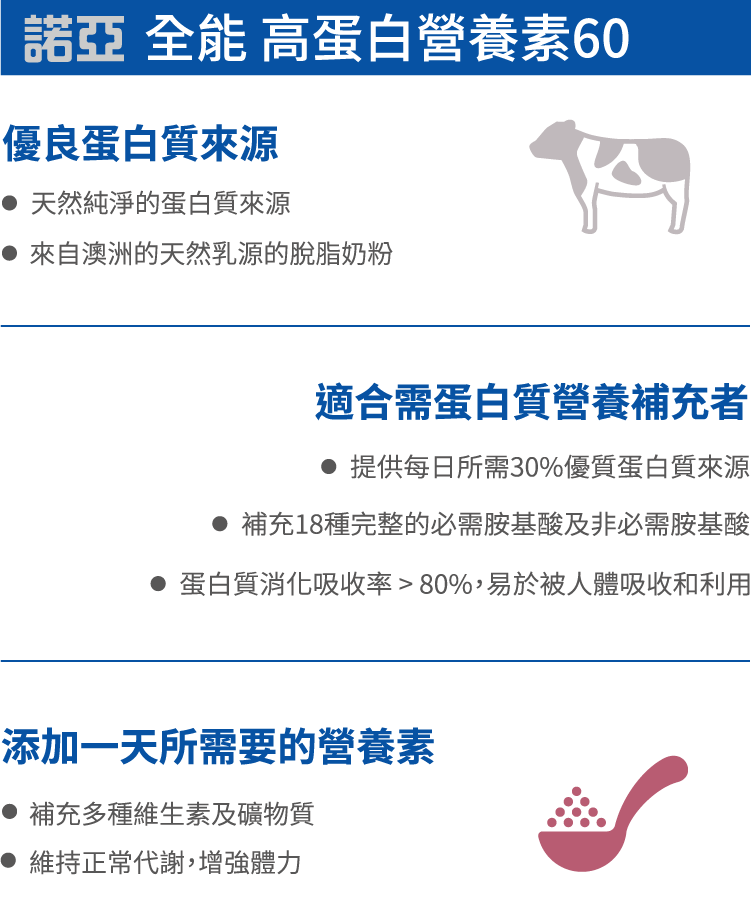 諾亞 全能 高蛋白營養素60
優良蛋白質來源
● 天然純淨的蛋白質來源
● 來自澳洲的天然乳源的脫脂奶粉
適合需蛋白質營養補充者
● 提供每日所需30%優質蛋白質來源
● 補充18種完整的必需胺基酸及非必需胺基酸
● 蛋白質消化吸收率 > 80%，易於被人體吸收和利用
添加一天所需要的營養素
● 補充多種維生素及礦物質
● 維持正常代謝，增強體力